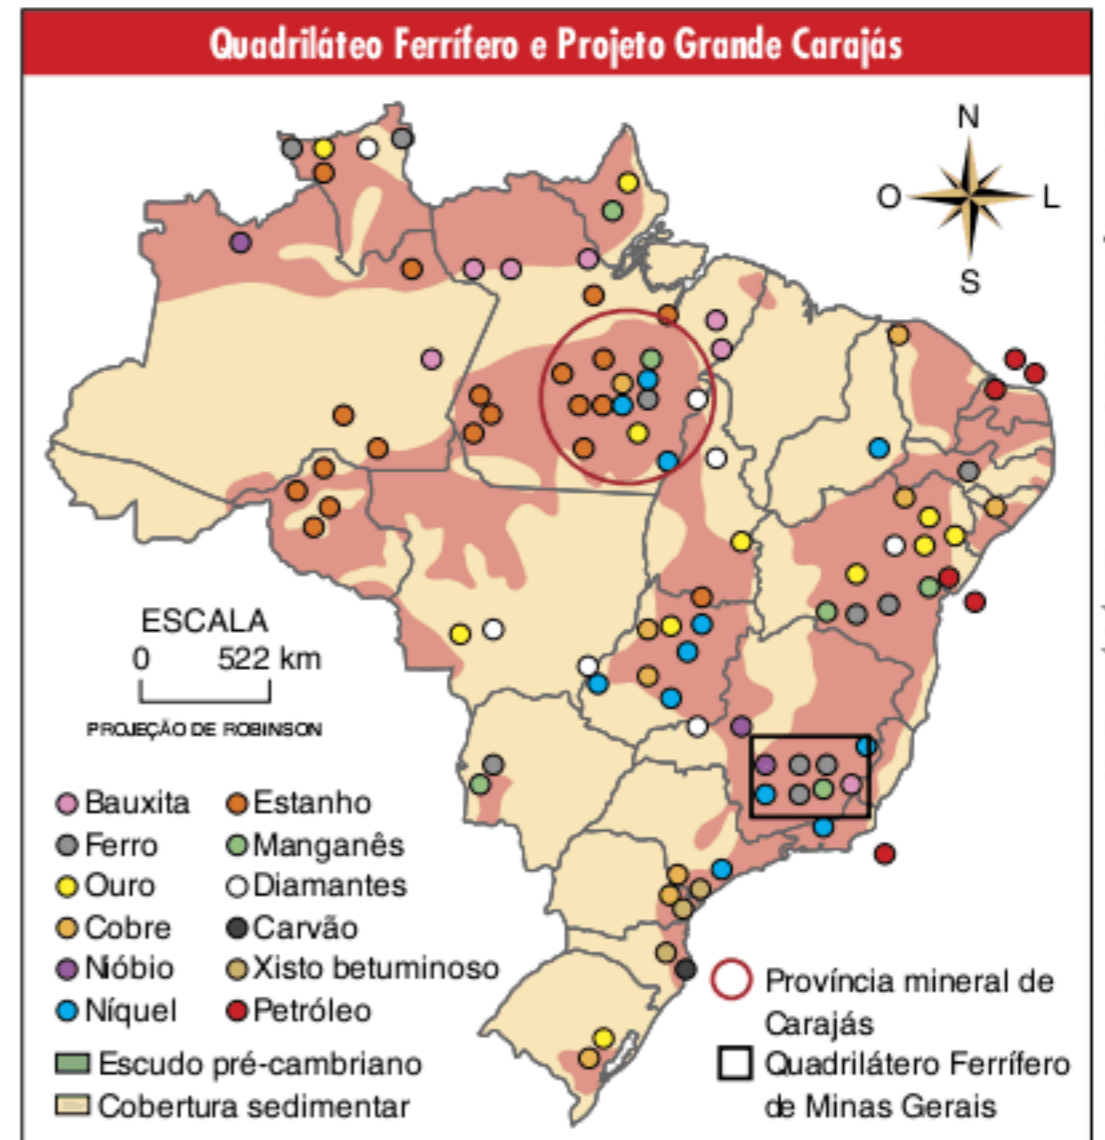 Quadriláteo Ferrífero e Projeto Grande Carajás
N
O
L
S
ESCALA
0 522 km
PROJEÇÃO DE ROBINSON
Bauxita
Ferro
Ouro
Cobre
Nióbio
Níquel
Estanho
Manganês
Diamantes
Carvão
Xisto betuminoso
Petróleo
Escudo pré-cambriano
Cobertura sedimentar
Província mineral de
Carajás
Quadrilátero Ferrífero
de Minas Gerais